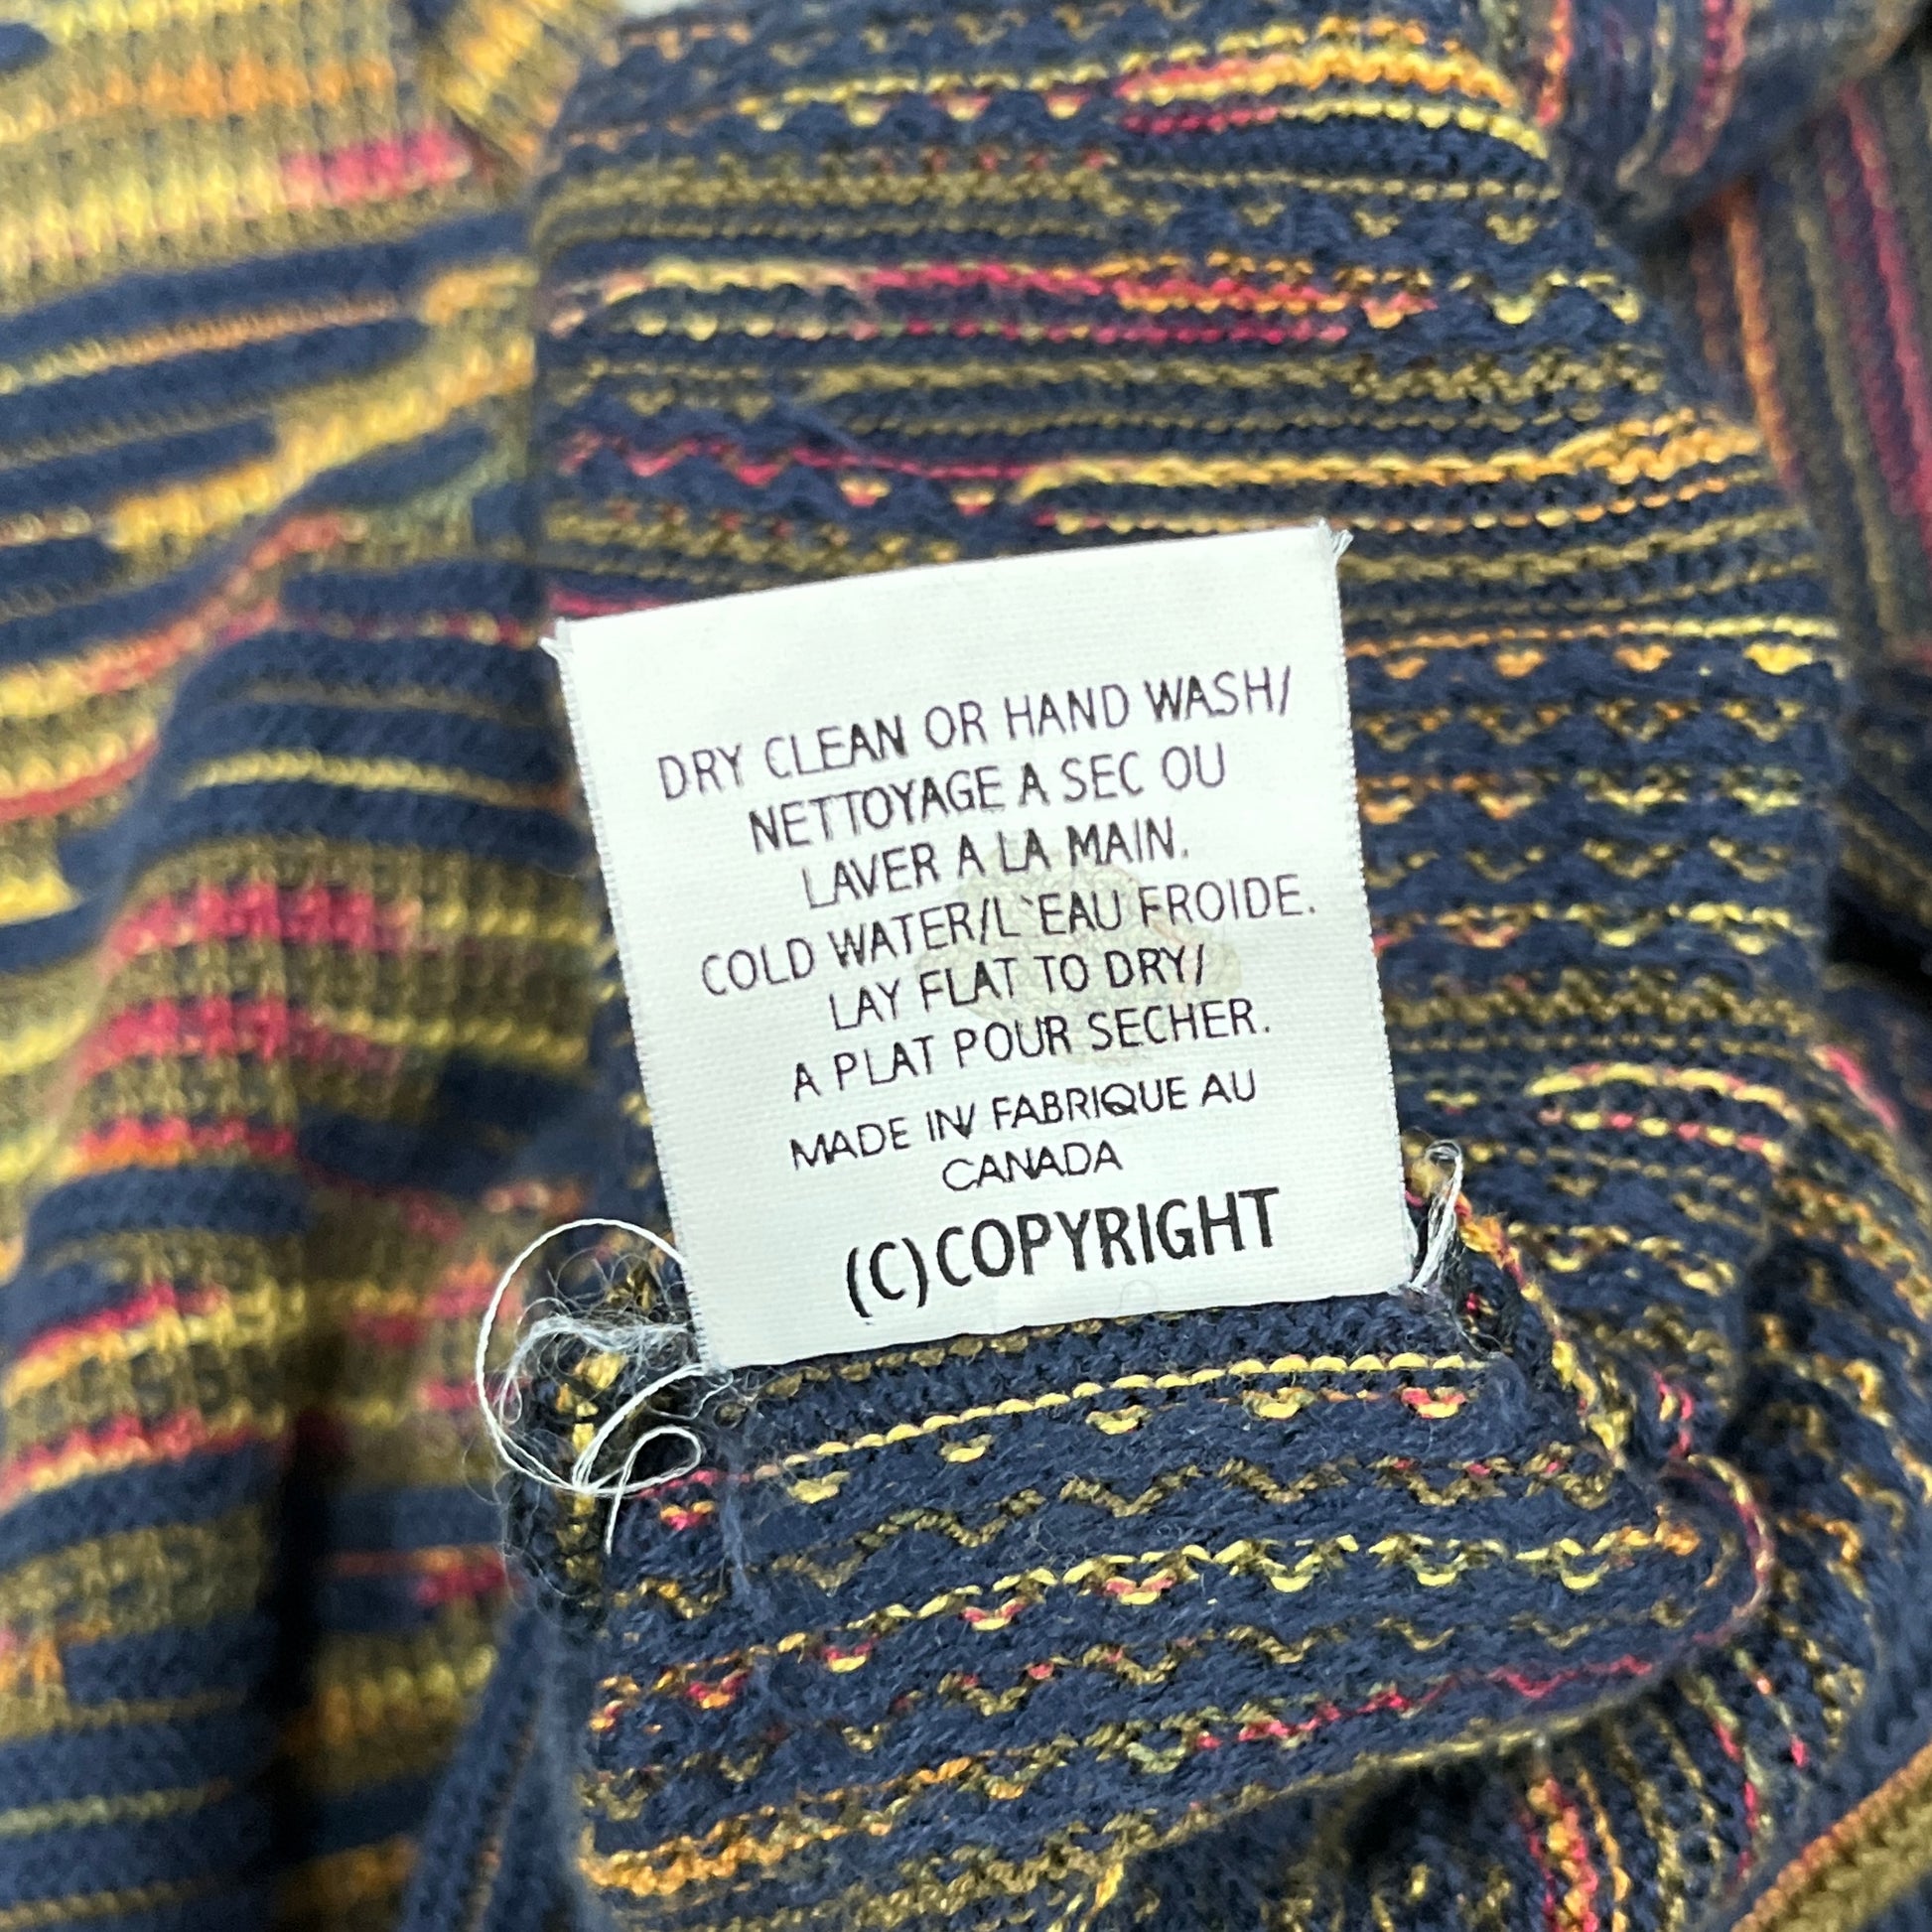 DRY CLEAN OR HAND WASH/
NETTOYAGE A SEC OU
LAVER A LA MAIN.
COLD WATER/L`EAU FROIDE.
LAY FLAT TO DRY/
A PLAT POUR SECHER.
MADE IN/ FABRIQUE AU
CANADA
(C)COPYRIGHT